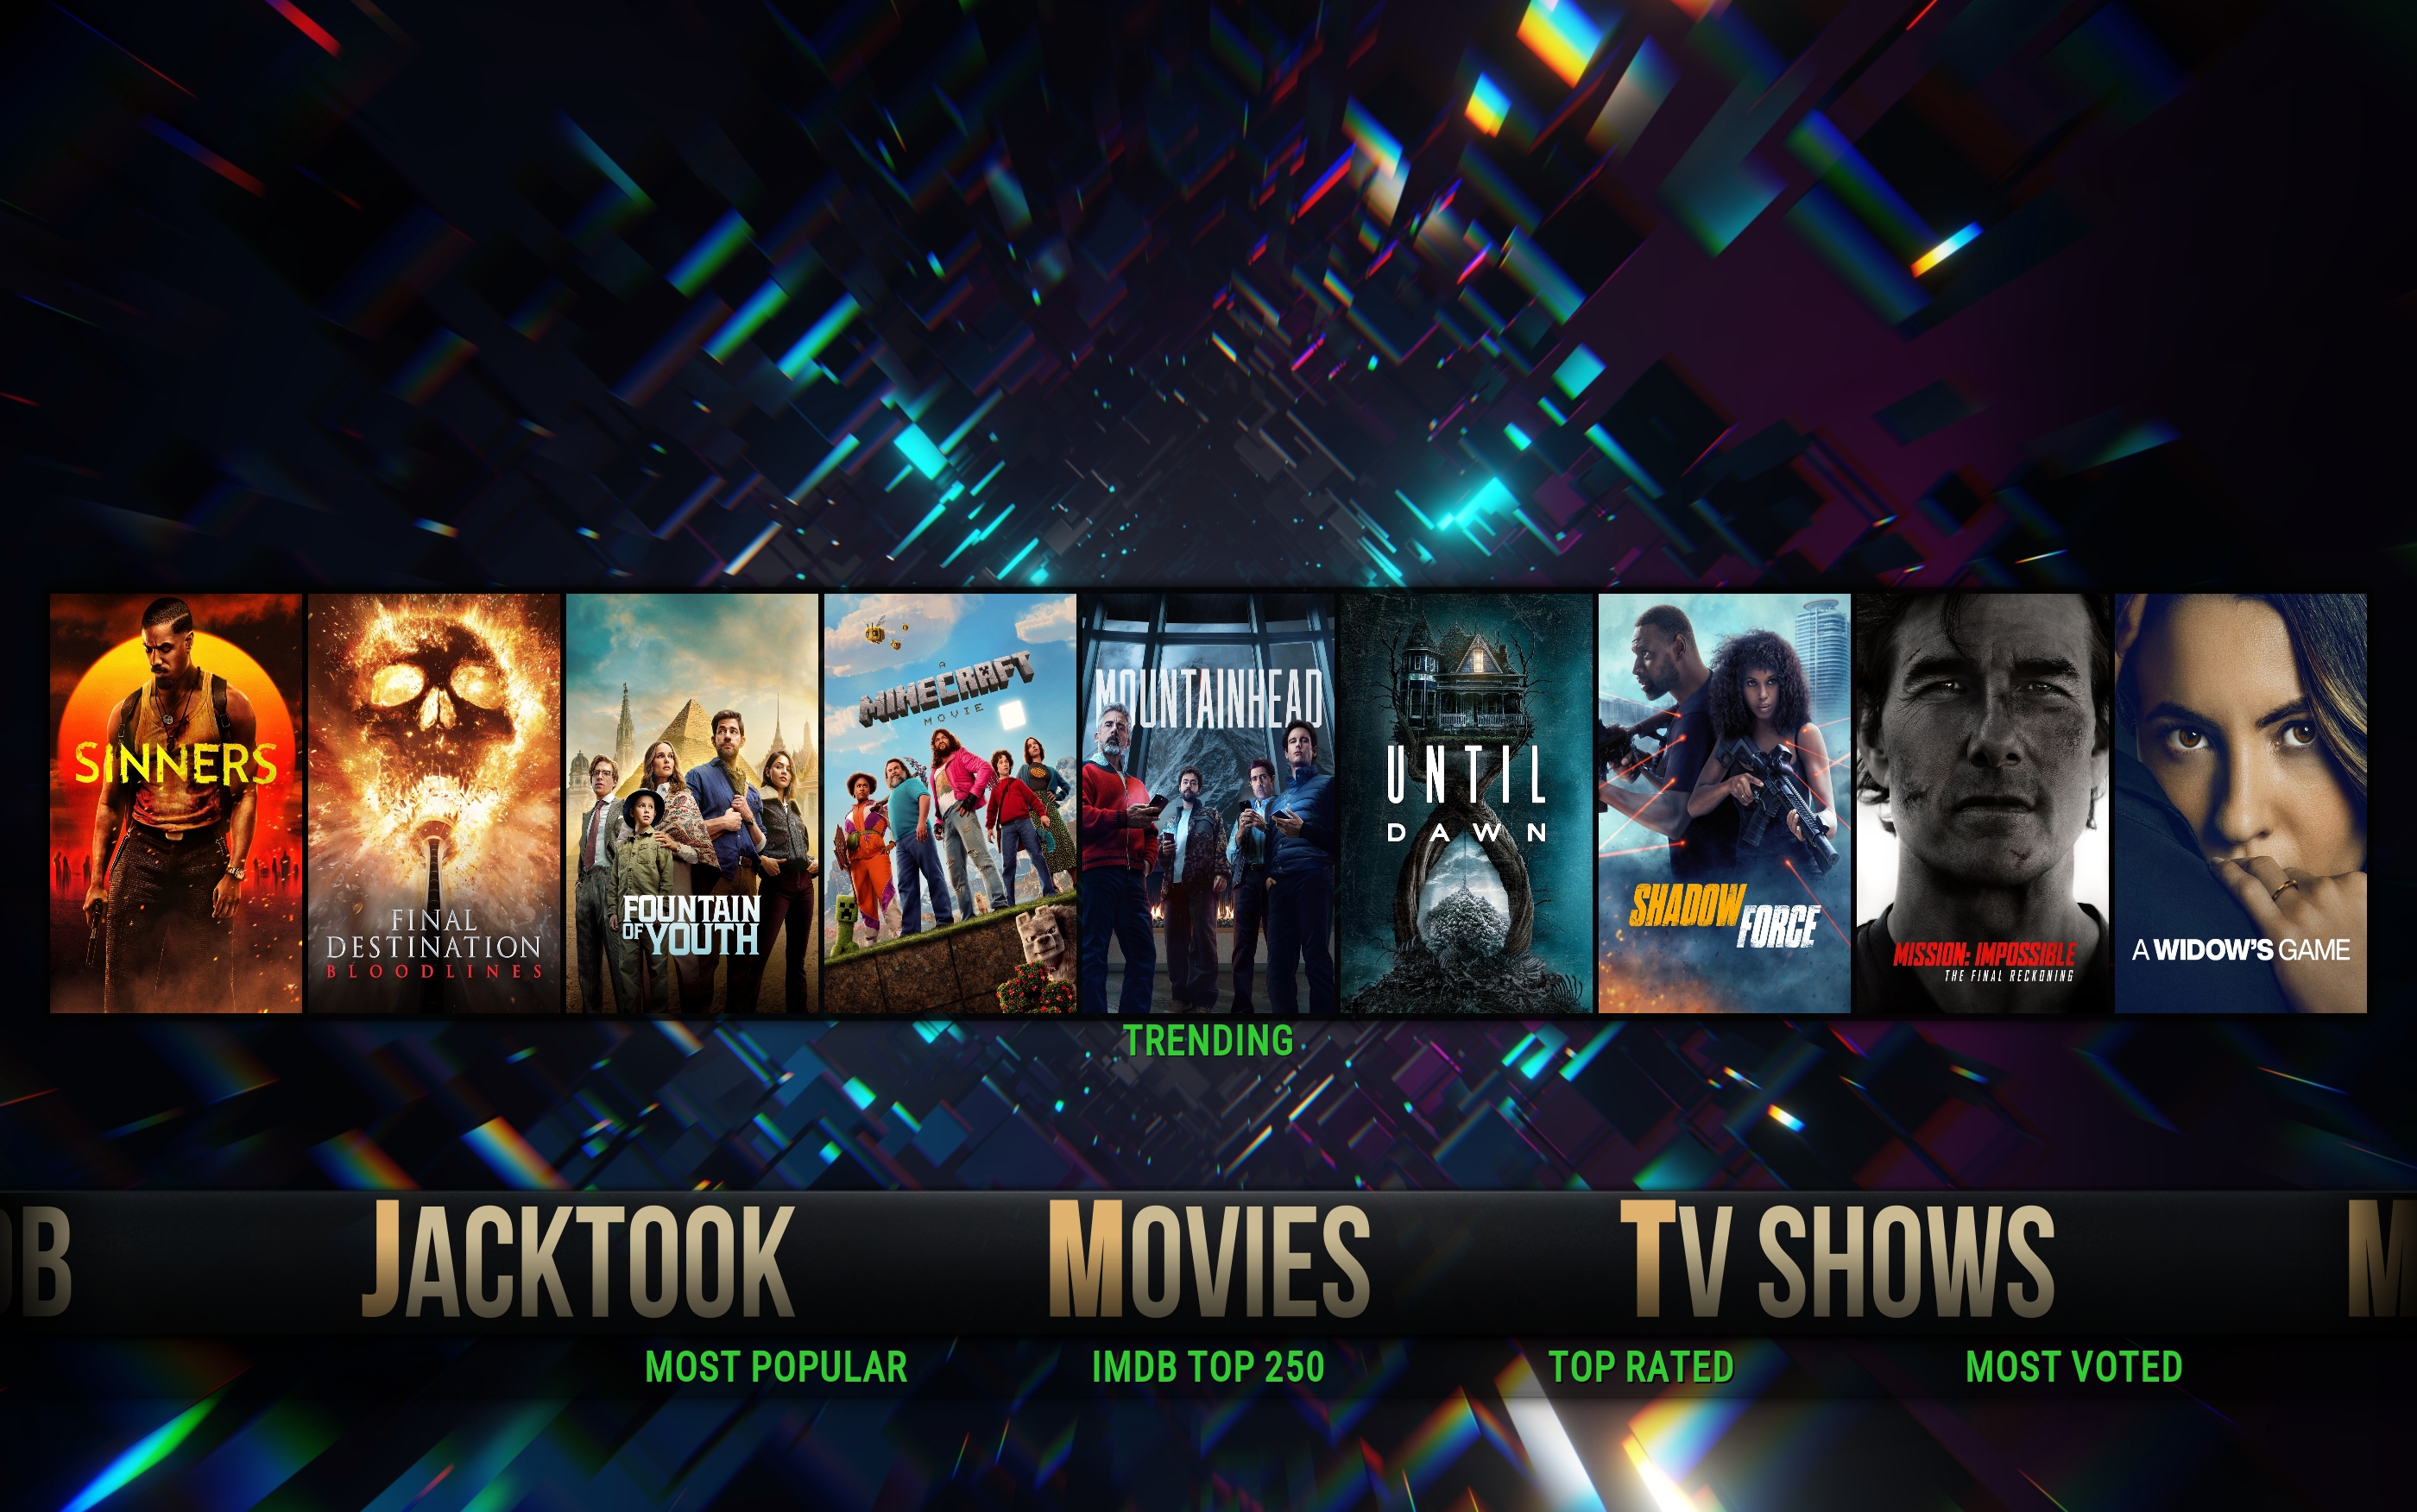 SINNERS
FINAL
DESTINATION
BLOODLINES
FOUNTAIN
OF YOUTH
A
MINECRAFT
MOVIE
MOUNTAINHEAD
UNTIL
DAWN
SHADOW
FORCE
MISSION: IMPOSSIBLE
THE FINAL RECKONING
A WIDOW'S GAME
TRENDING
B JACKTOOK MOVIES TV SHOWS M
MOST POPULAR IMDB TOP 250 TOP RATED MOST VOTED